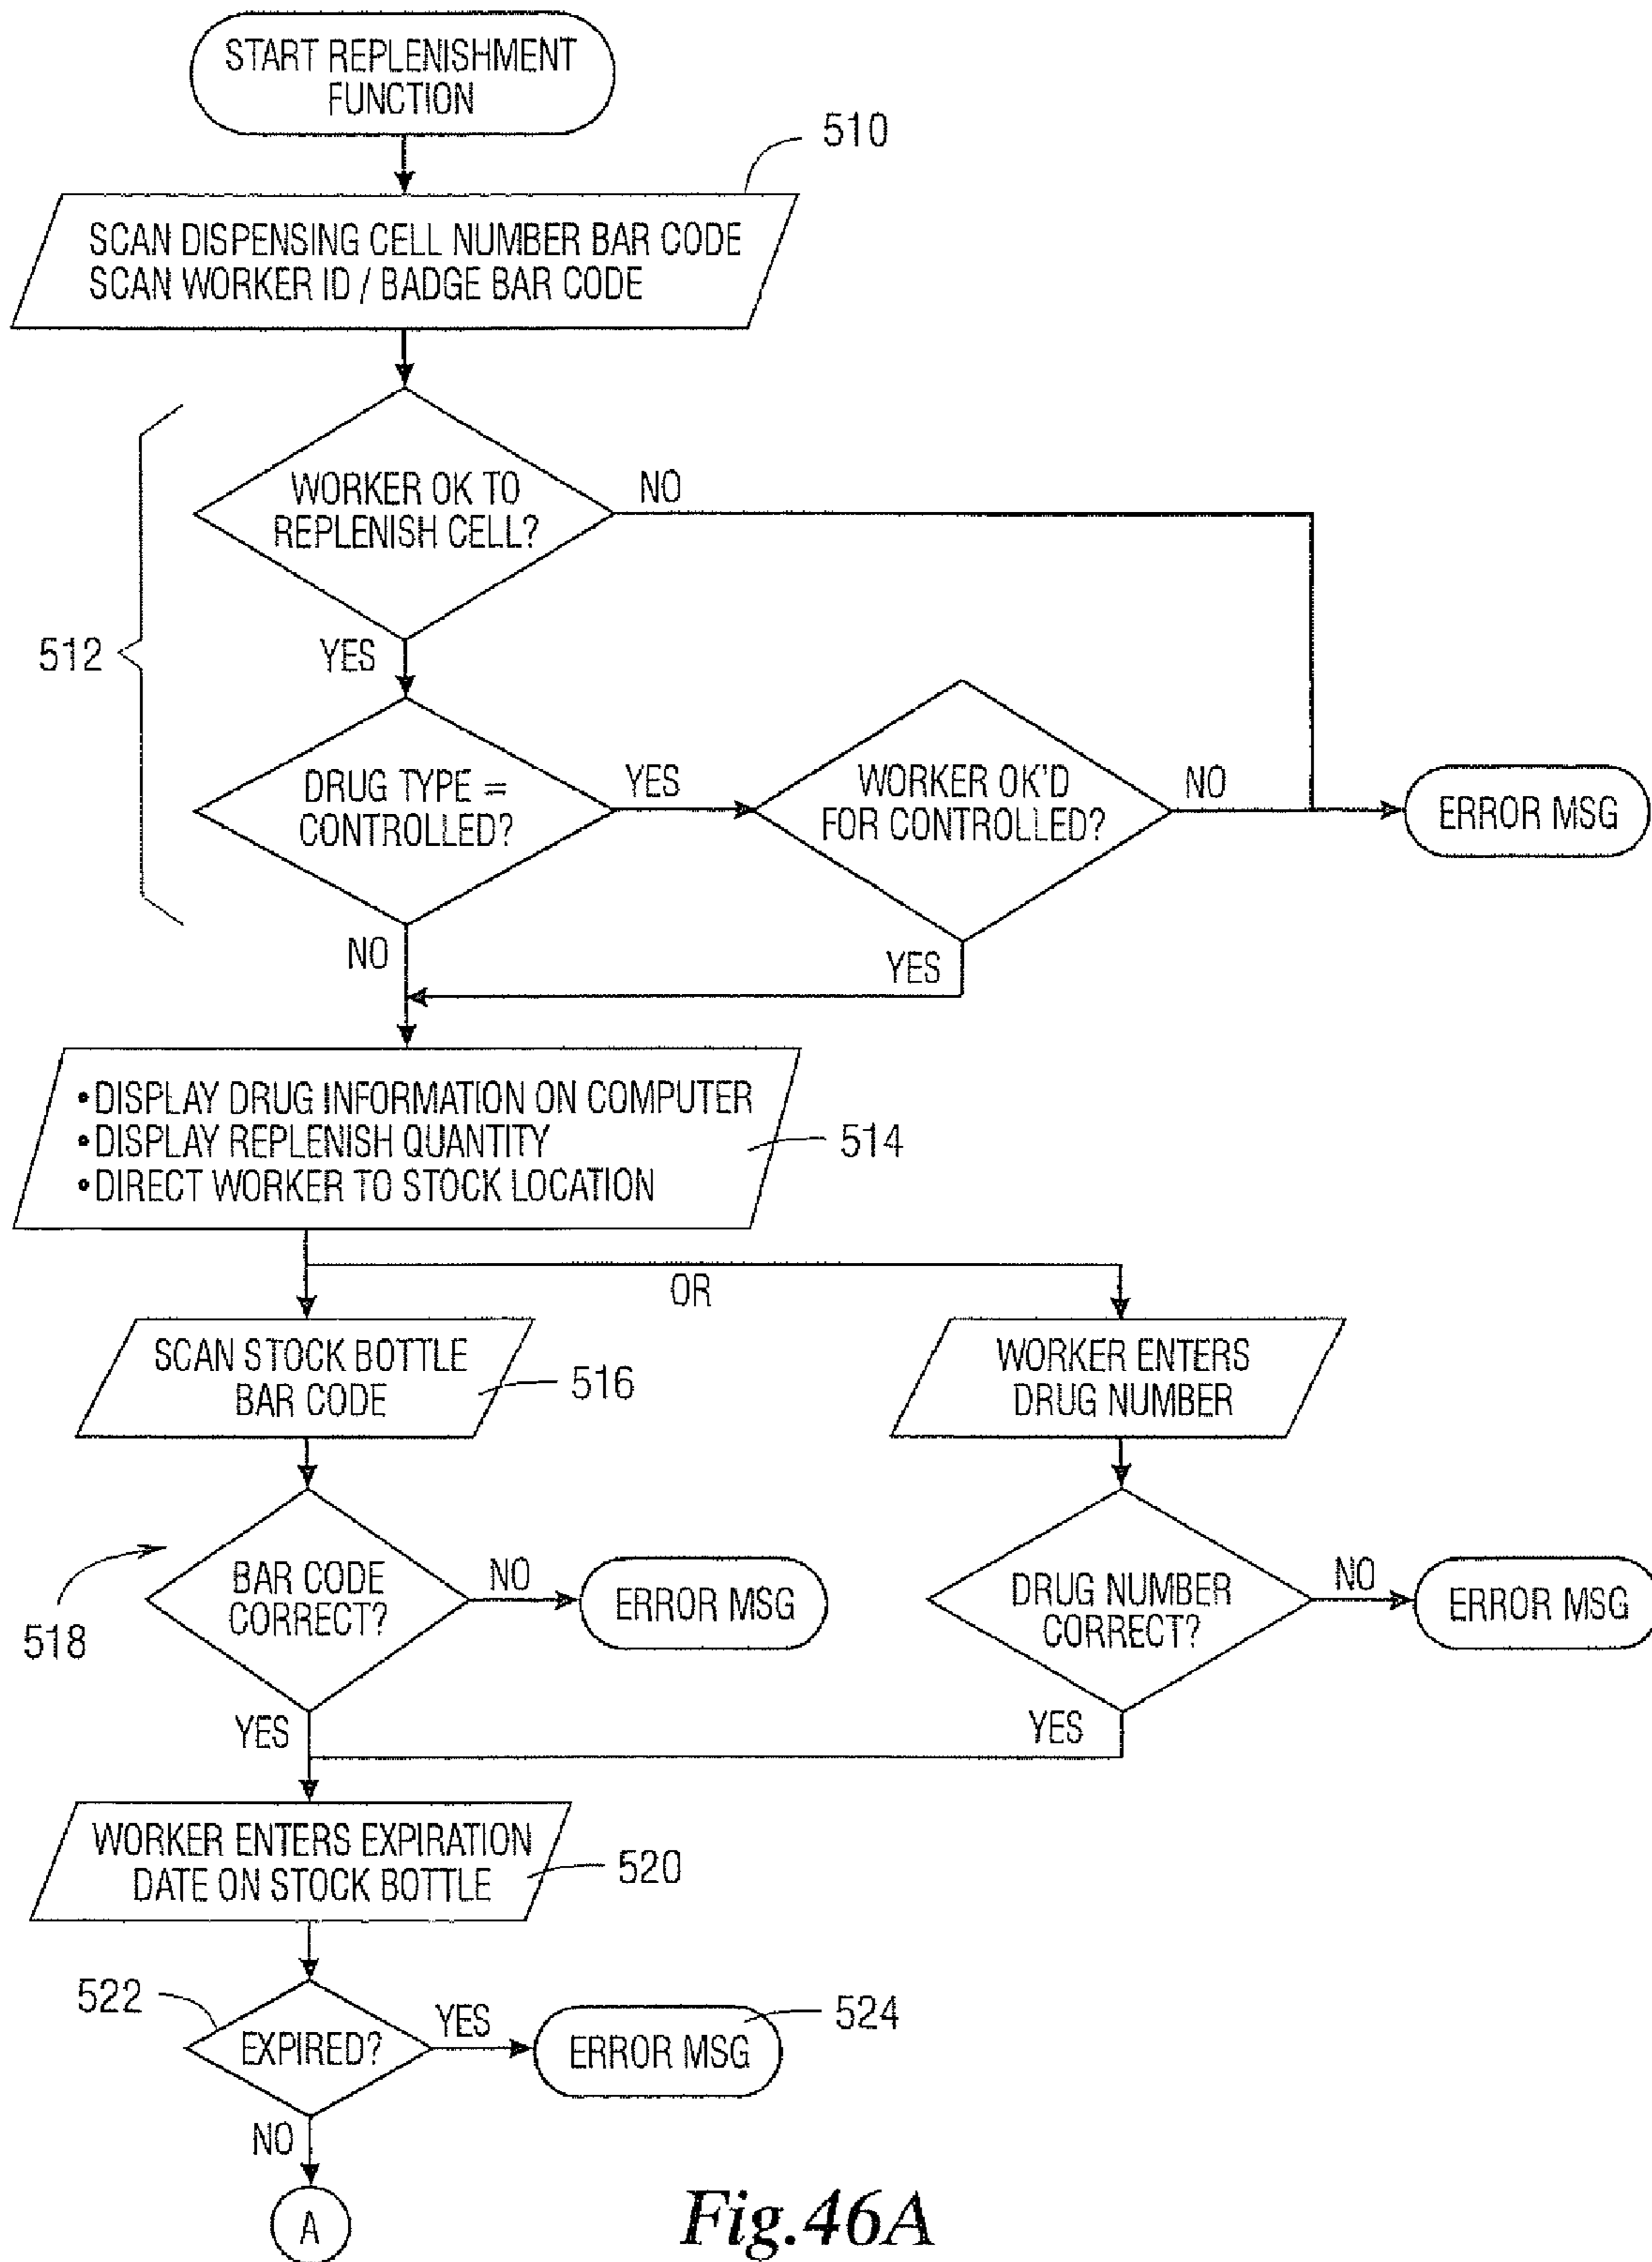 START REPLENISHMENT
FUNCTION
510
SCAN DISPENSING CELL NUMBER BAR CODE
SCAN WORKER ID / BADGE BAR CODE
WORKER OK TO
REPLENISH CELL?
NO
512
YES
DRUG TYPE =
CONTROLLED?
YES
WORKER OK'D
FOR CONTROLLED?
NO
ERROR MSG
NO
YES
•DISPLAY DRUG INFORMATION ON COMPUTER
•DISPLAY REPLENISH QUANTITY
•DIRECT WORKER TO STOCK LOCATION
514
OR
SCAN STOCK BOTTLE
BAR CODE
516
WORKER ENTERS
DRUG NUMBER
518
BAR CODE
CORRECT?
NO
ERROR MSG
DRUG NUMBER
CORRECT?
NO
ERROR MSG
YES
YES
WORKER ENTERS EXPIRATION
DATE ON STOCK BOTTLE
520
522
EXPIRED?
YES
ERROR MSG
524
NO
A
Fig.46A